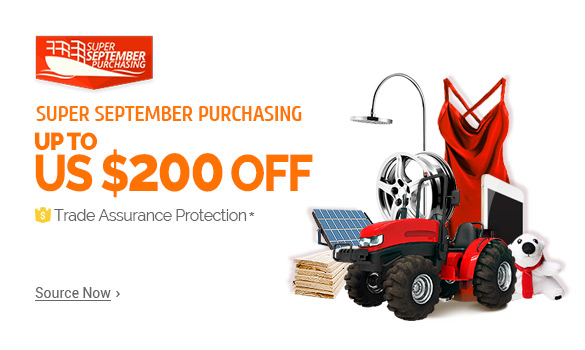 SUPER
SEPTEMBER
PURCHASING
SUPER SEPTEMBER PURCHASING
UP TO
US $200 OFF
$ Trade Assurance Protection *
Source Now ›